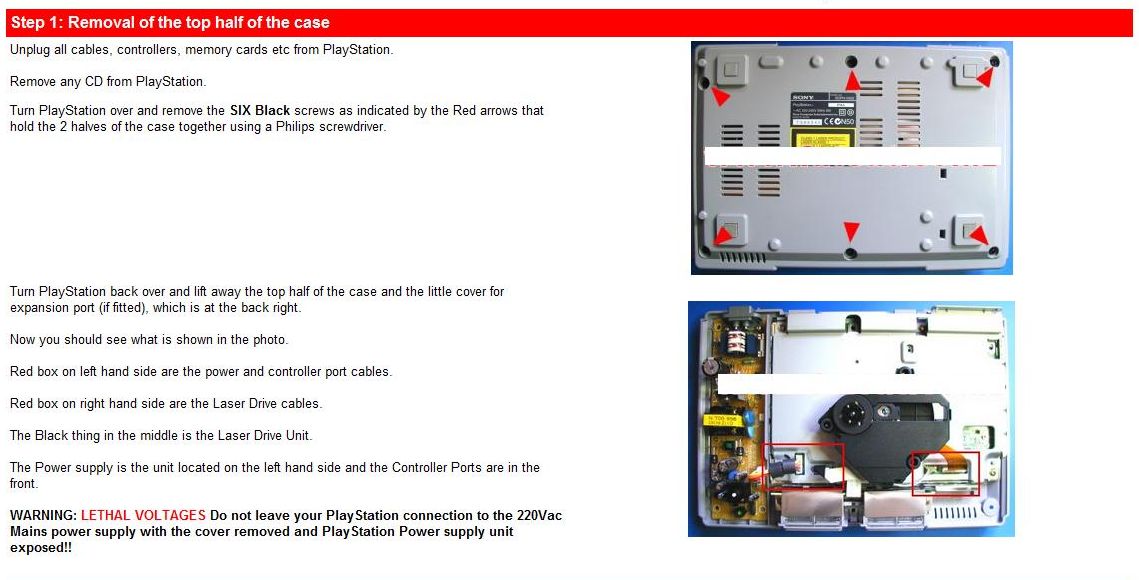 Step 1: Removal of the top half of the case
Unplug all cables, controllers, memory cards etc from PlayStation.
Remove any CD from PlayStation.
Turn PlayStation over and remove the SIX Black screws as indicated by the Red arrows that
hold the 2 halves of the case together using a Philips screwdriver.
SONY
PlayStation
Turn PlayStation back over and lift away the top half of the case and the little cover for
expansion port (if fitted), which is at the back right.
Now you should see what is shown in the photo.
Red box on left hand side are the power and controller port cables.
Red box on right hand side are the Laser Drive cables.
The Black thing in the middle is the Laser Drive Unit.
The Power supply is the unit located on the left hand side and the Controller Ports are in the
front.
WARNING: LETHAL VOLTAGES Do not leave your PlayStation connection to the 220Vac
Mains power supply with the cover removed and PlayStation Power supply unit
exposed!!